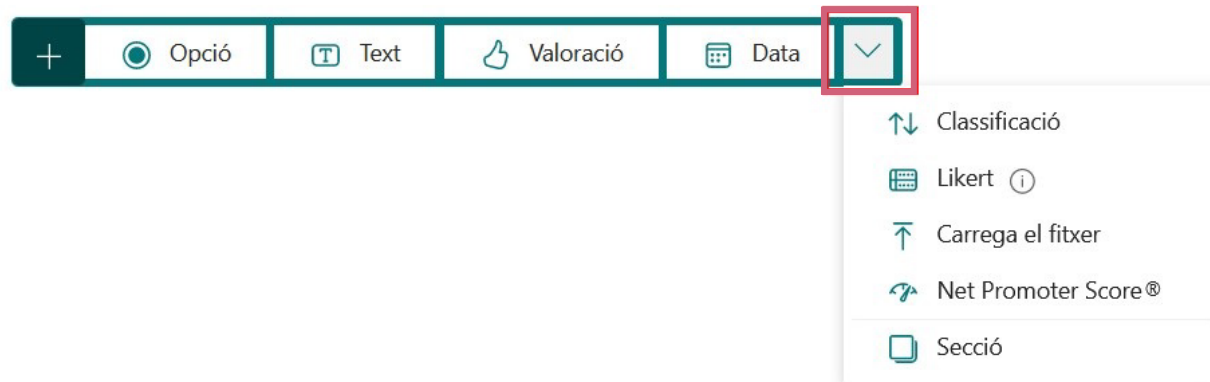 Opció Text Valoració Data
Classificació
Likert
Carrega el fitxer
Net Promoter Score®
Secció